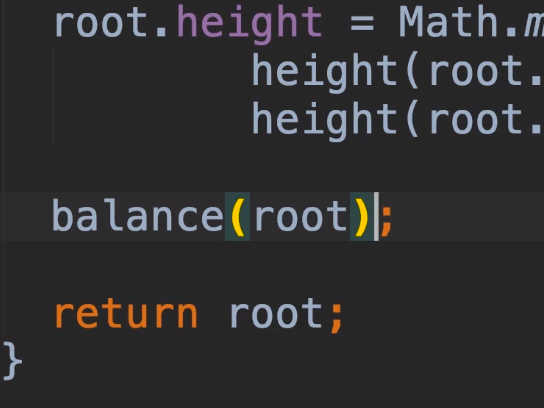 root.height = Math.m
height(root.
height(root.
balance(root);
return root;
}